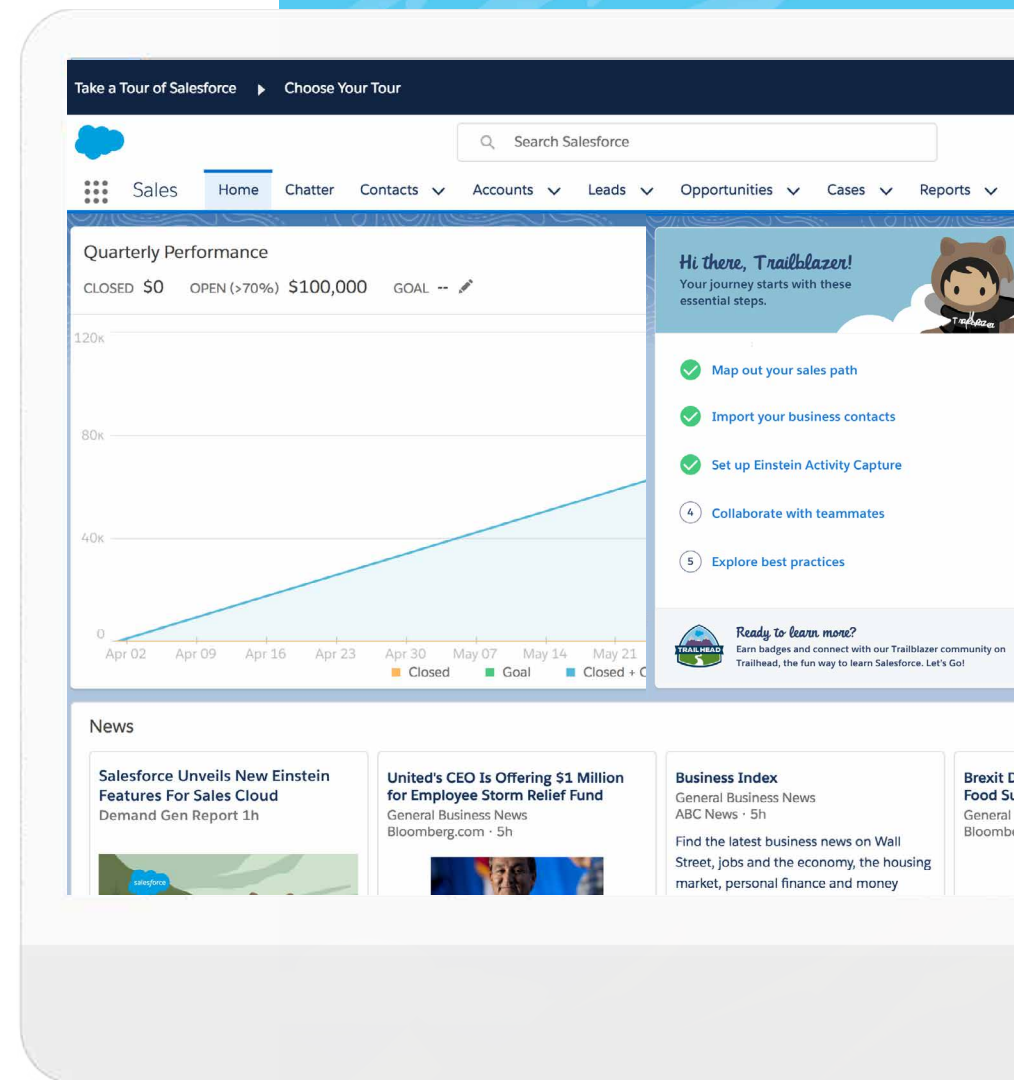 Take a Tour of Salesforce ▶ Choose Your Tour
Search Salesforce
Sales Home Chatter Contacts Accounts Leads Opportunities Cases Reports
Quarterly Performance
CLOSED $0 OPEN (>70%) $100,000 GOAL --
120K
80K
40K
0
Apr 02 Apr 09 Apr 16 Apr 23 Apr 30 May 07 May 14 May 21
Closed Goal Closed +
Hi there, Trailblazer!
Your journey starts with these
essential steps.
Trailblazer
Map out your sales path
Import your business contacts
Set up Einstein Activity Capture
4 Collaborate with teammates
5 Explore best practices
TRAILHEAD
Ready to learn more?
Earn badges and connect with our Trailblazer community on
Trailhead, the fun way to learn Salesforce. Let's Go!
News
Salesforce Unveils New Einstein
Features For Sales Cloud
Demand Gen Report 1h
salesforce
United's CEO Is Offering $1 Million
for Employee Storm Relief Fund
General Business News
Bloomberg.com · 5h
Business Index
General Business News
ABC News · 5h
Find the latest business news on Wall
Street, jobs and the economy, the housing
market, personal finance and money
Brexit
Food
General